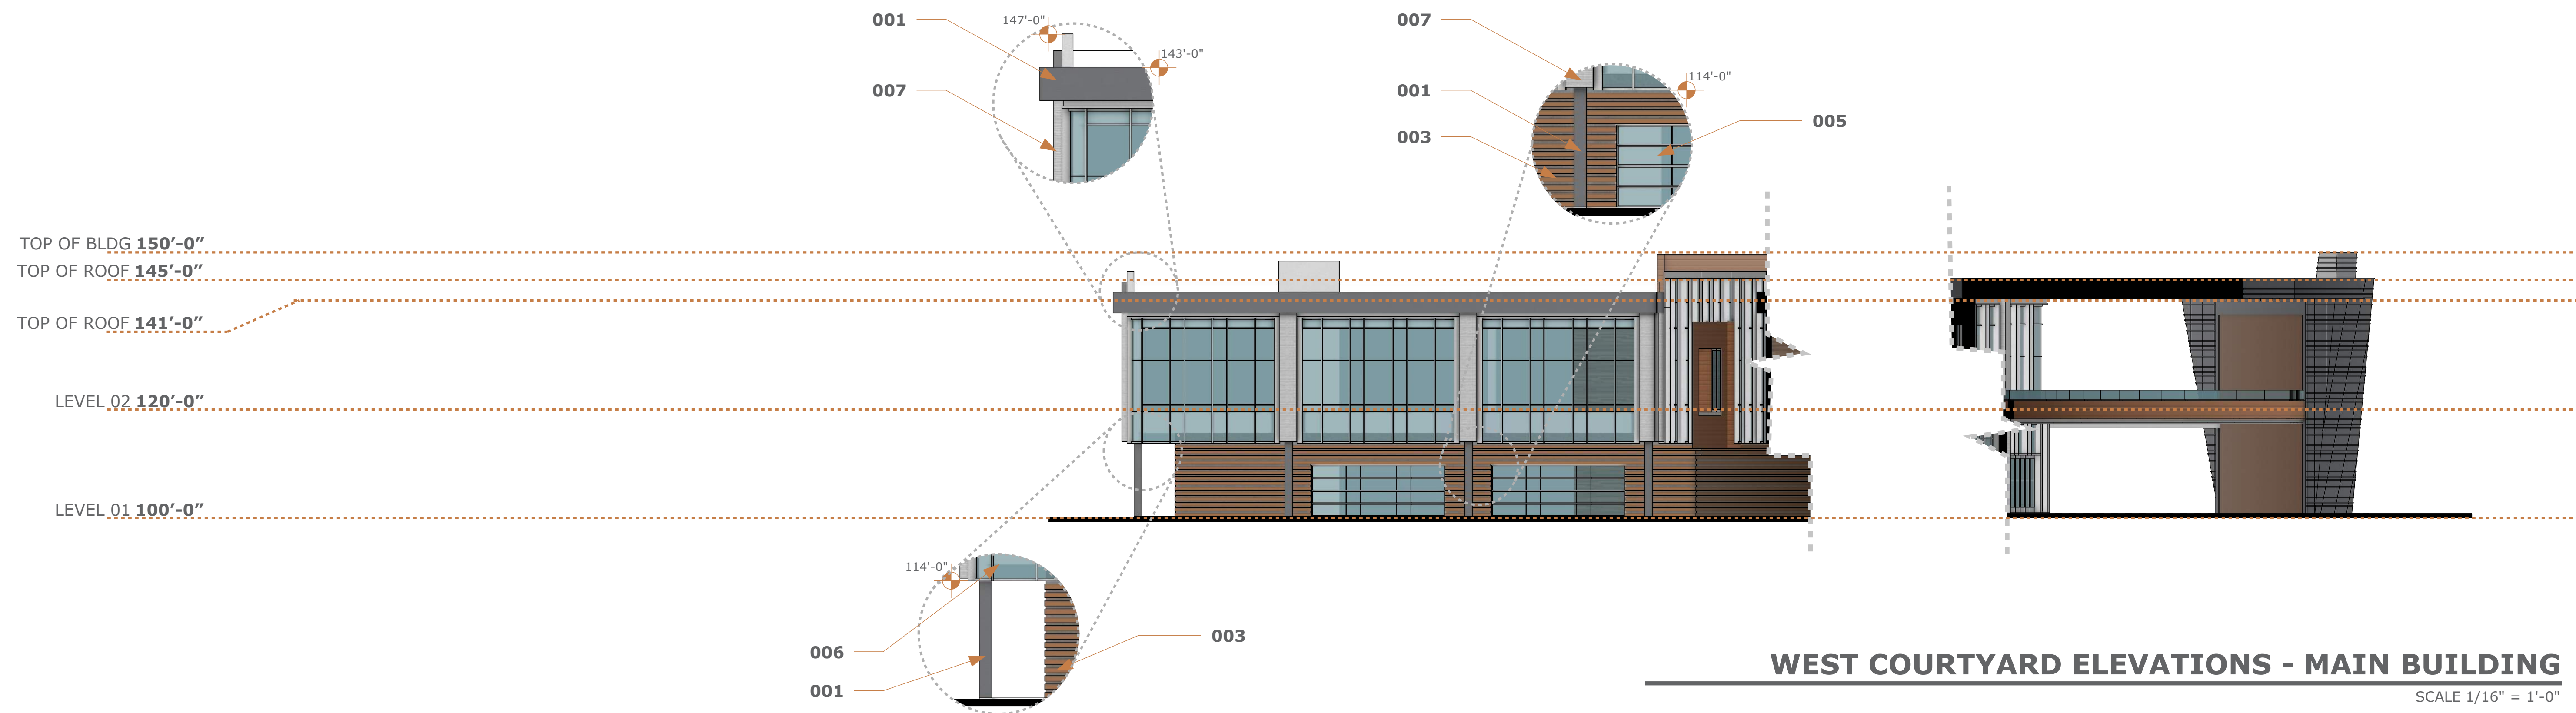 001
147'-0"
143'-0"
007
007
114'-0"
001
005
003
TOP OF BLDG 150’-0”
TOP OF ROOF 145’-0”
TOP OF ROOF 141’-0”
LEVEL 02 120’-0”
LEVEL 01 100’-0”
114'-0"
003
006
001
WEST COURTYARD ELEVATIONS - MAIN BUILDING
SCALE 1/16" = 1'-0"